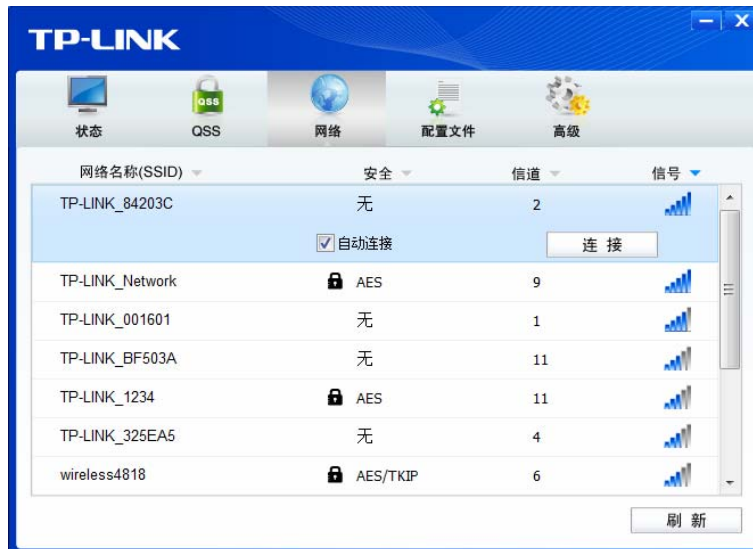 TP-LINK
状态 QSS 网络 配置文件 高级
网络名称(SSID) 安全 信道 信号
TP-LINK_84203C 无 2
自动连接 连 接
TP-LINK_Network AES 9
TP-LINK_001601 无 1
TP-LINK_BF503A 无 11
TP-LINK_1234 AES 11
TP-LINK_325EA5 无 4
wireless4818 AES/TKIP 6
刷 新